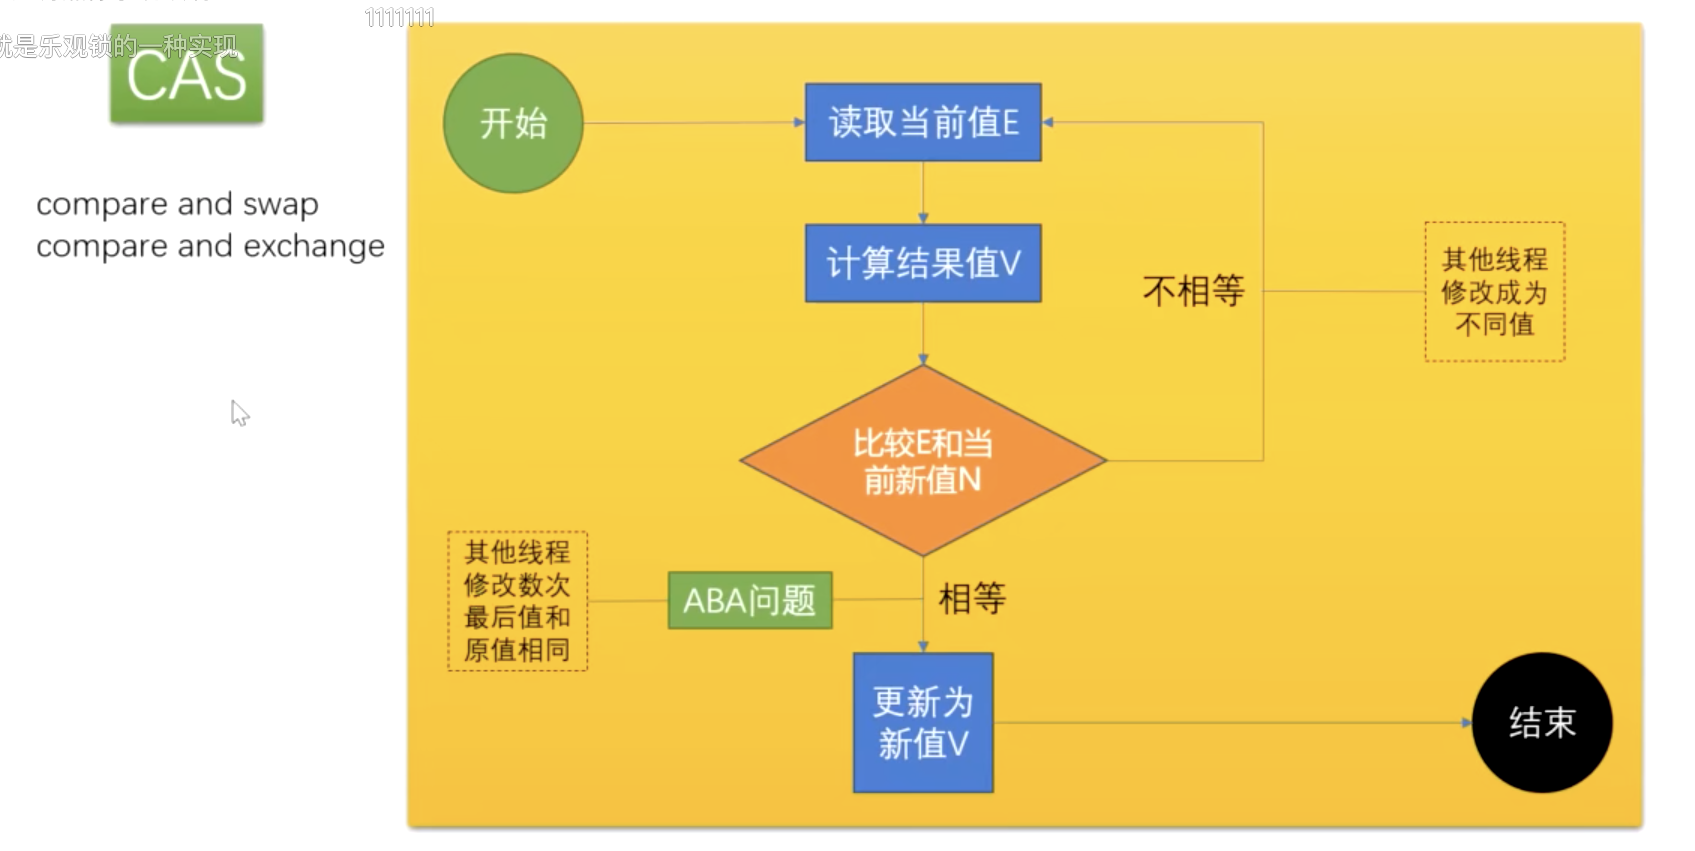 1111111
就是乐观锁的一种实现
CAS
compare and swap
compare and exchange
开始
读取当前值E
计算结果值V
不相等
其他线程
修改成为
不同值
比较E和当
前新值N
其他线程
修改数次
最后值和
原值相同
ABA问题
相等
更新为
新值V
结束